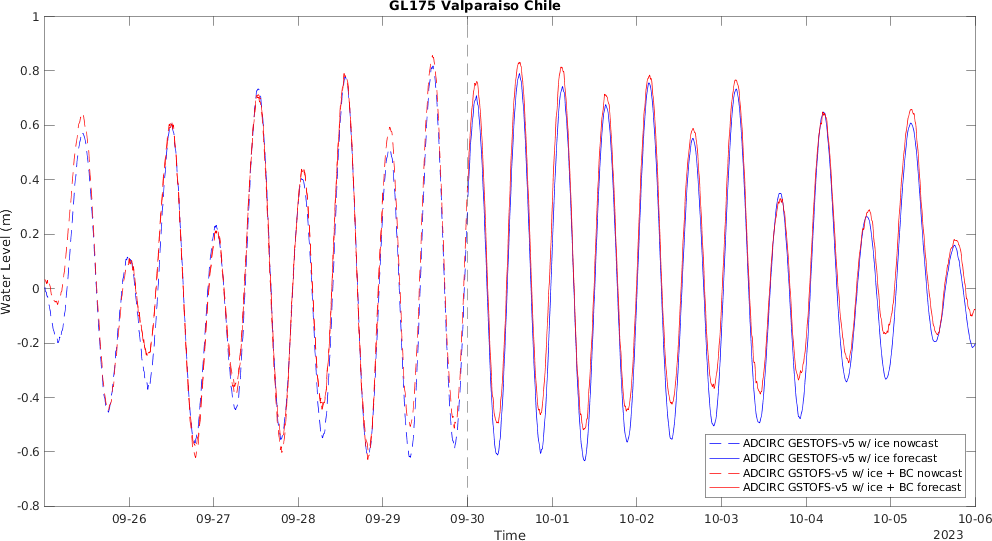 GL175 Valparaiso Chile
1
0.8
0.6
0.4
0.2
0
-0.2
-0.4
-0.6
-0.8
Water Level (m)
ADCIRC GESTOFS-v5 w/ ice nowcast
ADCIRC GESTOFS-v5 w/ ice forecast
ADCIRC GSTOFS-v5 w/ ice + BC nowcast
ADCIRC GSTOFS-v5 w/ ice + BC forecast
09-26 09-27 09-28 09-29 09-30 10-01 10-02 10-03 10-04 10-05 10-06
Time
2023